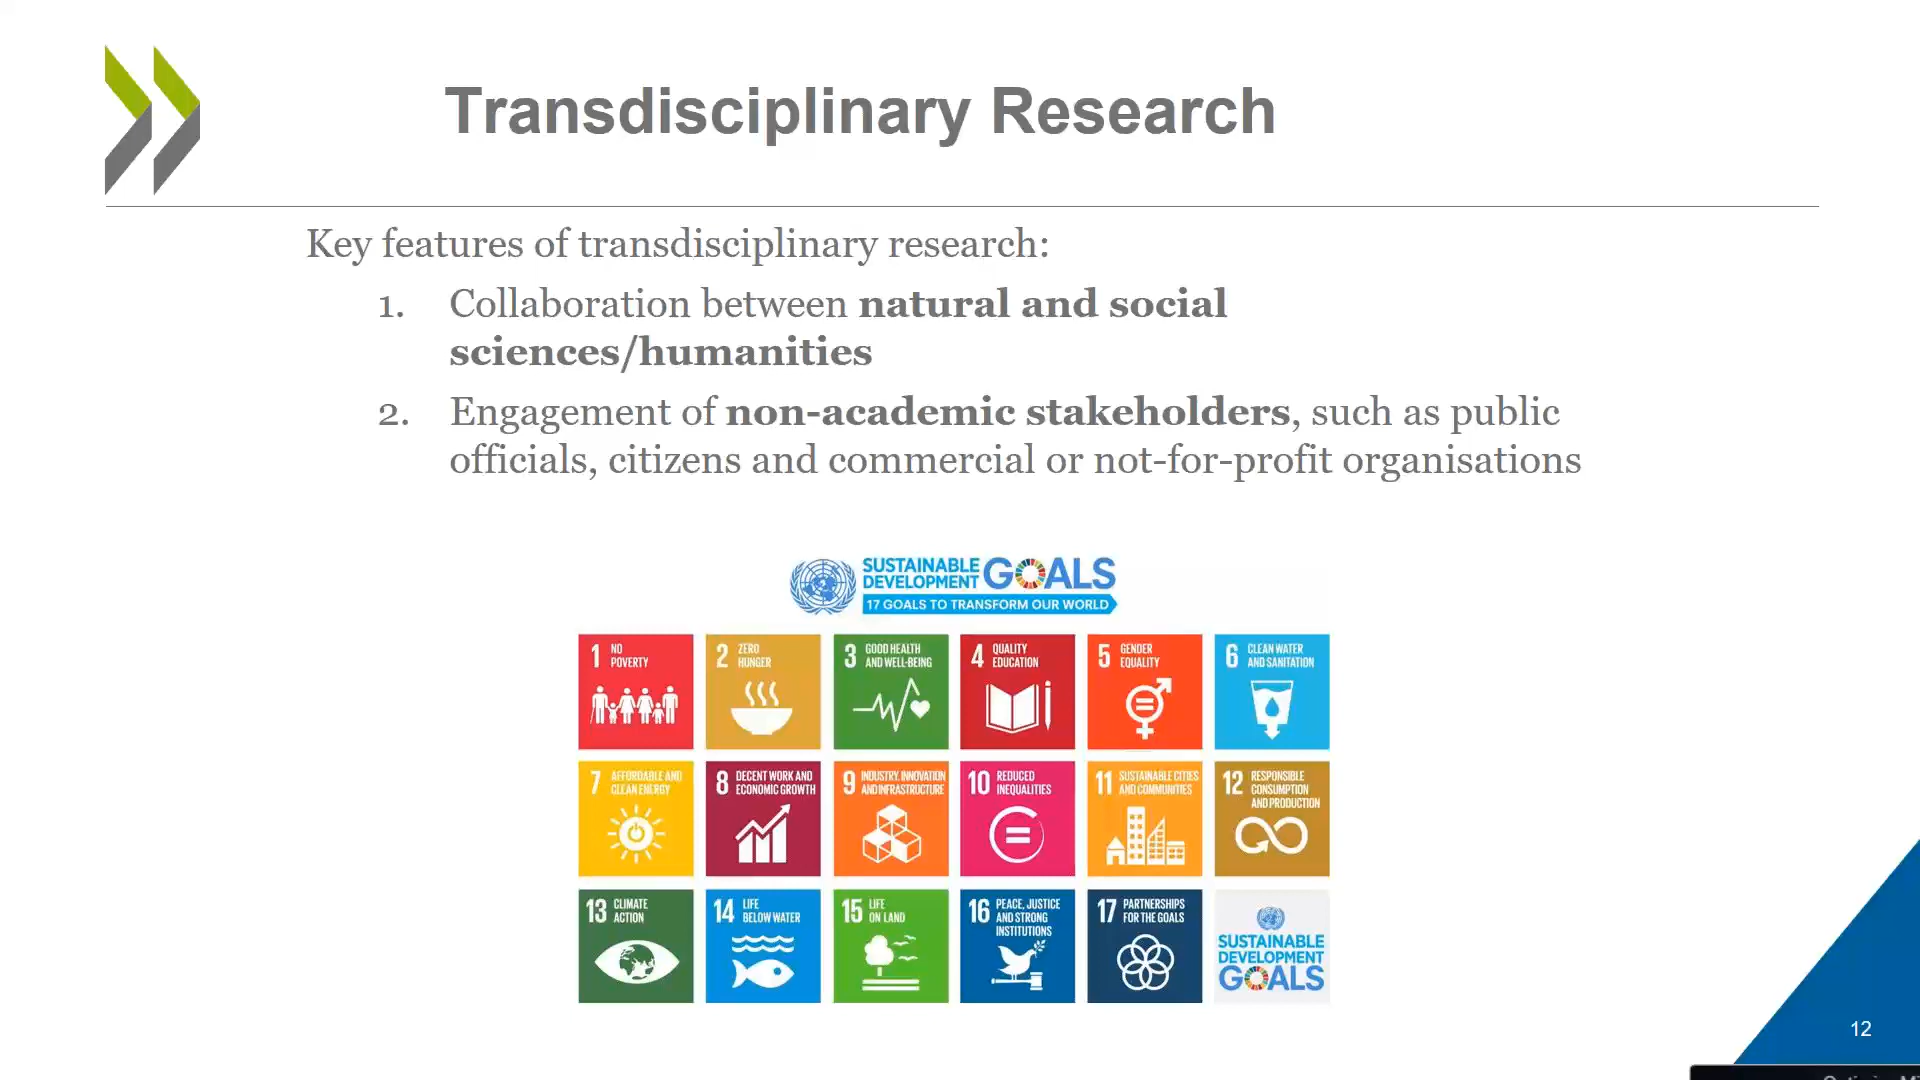 Transdisciplinary Research
Key features of transdisciplinary research:
1. Collaboration between natural and social
sciences/humanities
2. Engagement of non-academic stakeholders, such as public
officials, citizens and commercial or not-for-profit organisations
SUSTAINABLE
DEVELOPMENT GOALS
17 GOALS TO TRANSFORM OUR WORLD
1 NO
POVERTY
2 ZERO
HUNGER
3 GOOD HEALTH
AND WELL-BEING
4 QUALITY
EDUCATION
5 GENDER
EQUALITY
6 CLEAN WATER
AND SANITATION
7 AFFORDABLE AND
CLEAN ENERGY
8 DECENT WORK AND
ECONOMIC GROWTH
9 INDUSTRY, INNOVATION
AND INFRASTRUCTURE
10 REDUCED
INEQUALITIES
11 SUSTAINABLE CITIES
AND COMMUNITIES
12 RESPONSIBLE
CONSUMPTION
AND PRODUCTION
13 CLIMATE
ACTION
14 LIFE
BELOW WATER
15 LIFE
ON LAND
16 PEACE, JUSTICE
AND STRONG
INSTITUTIONS
17 PARTNERSHIPS
FOR THE GOALS
SUSTAINABLE
DEVELOPMENT
GOALS
12